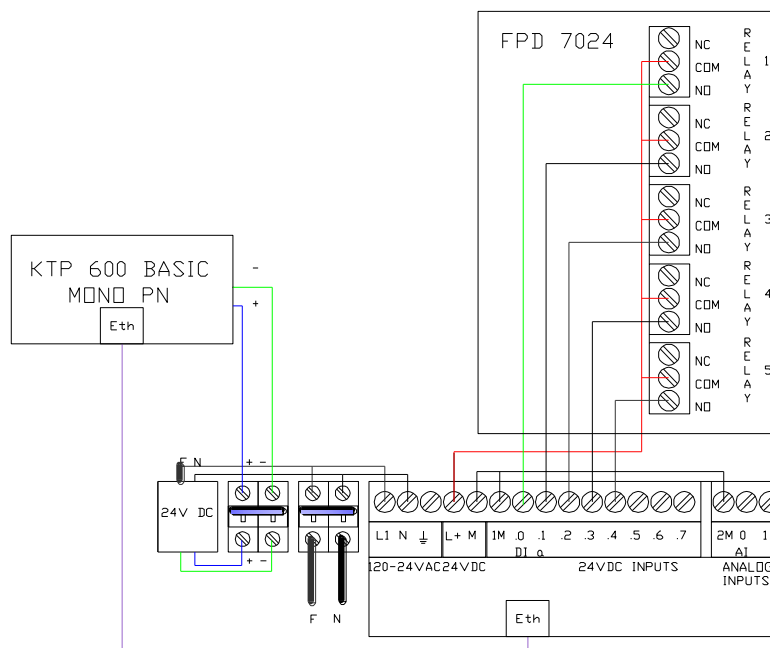 FPD 7024
NC
COM
NO
RELAY 1
NC
COM
NO
RELAY 2
NC
COM
NO
RELAY 3
NC
COM
NO
RELAY 4
NC
COM
NO
RELAY 5
KTP 600 BASIC
MONO PN
Eth
-
+
F N
+ -
24V DC
+ -
F N
L1 N L+ M 1M .0 .1 .2 .3 .4 .5 .6 .7 2M 0 1
DI a AI
120-24VAC 24VDC 24VDC INPUTS ANALOG
INPUTS
Eth